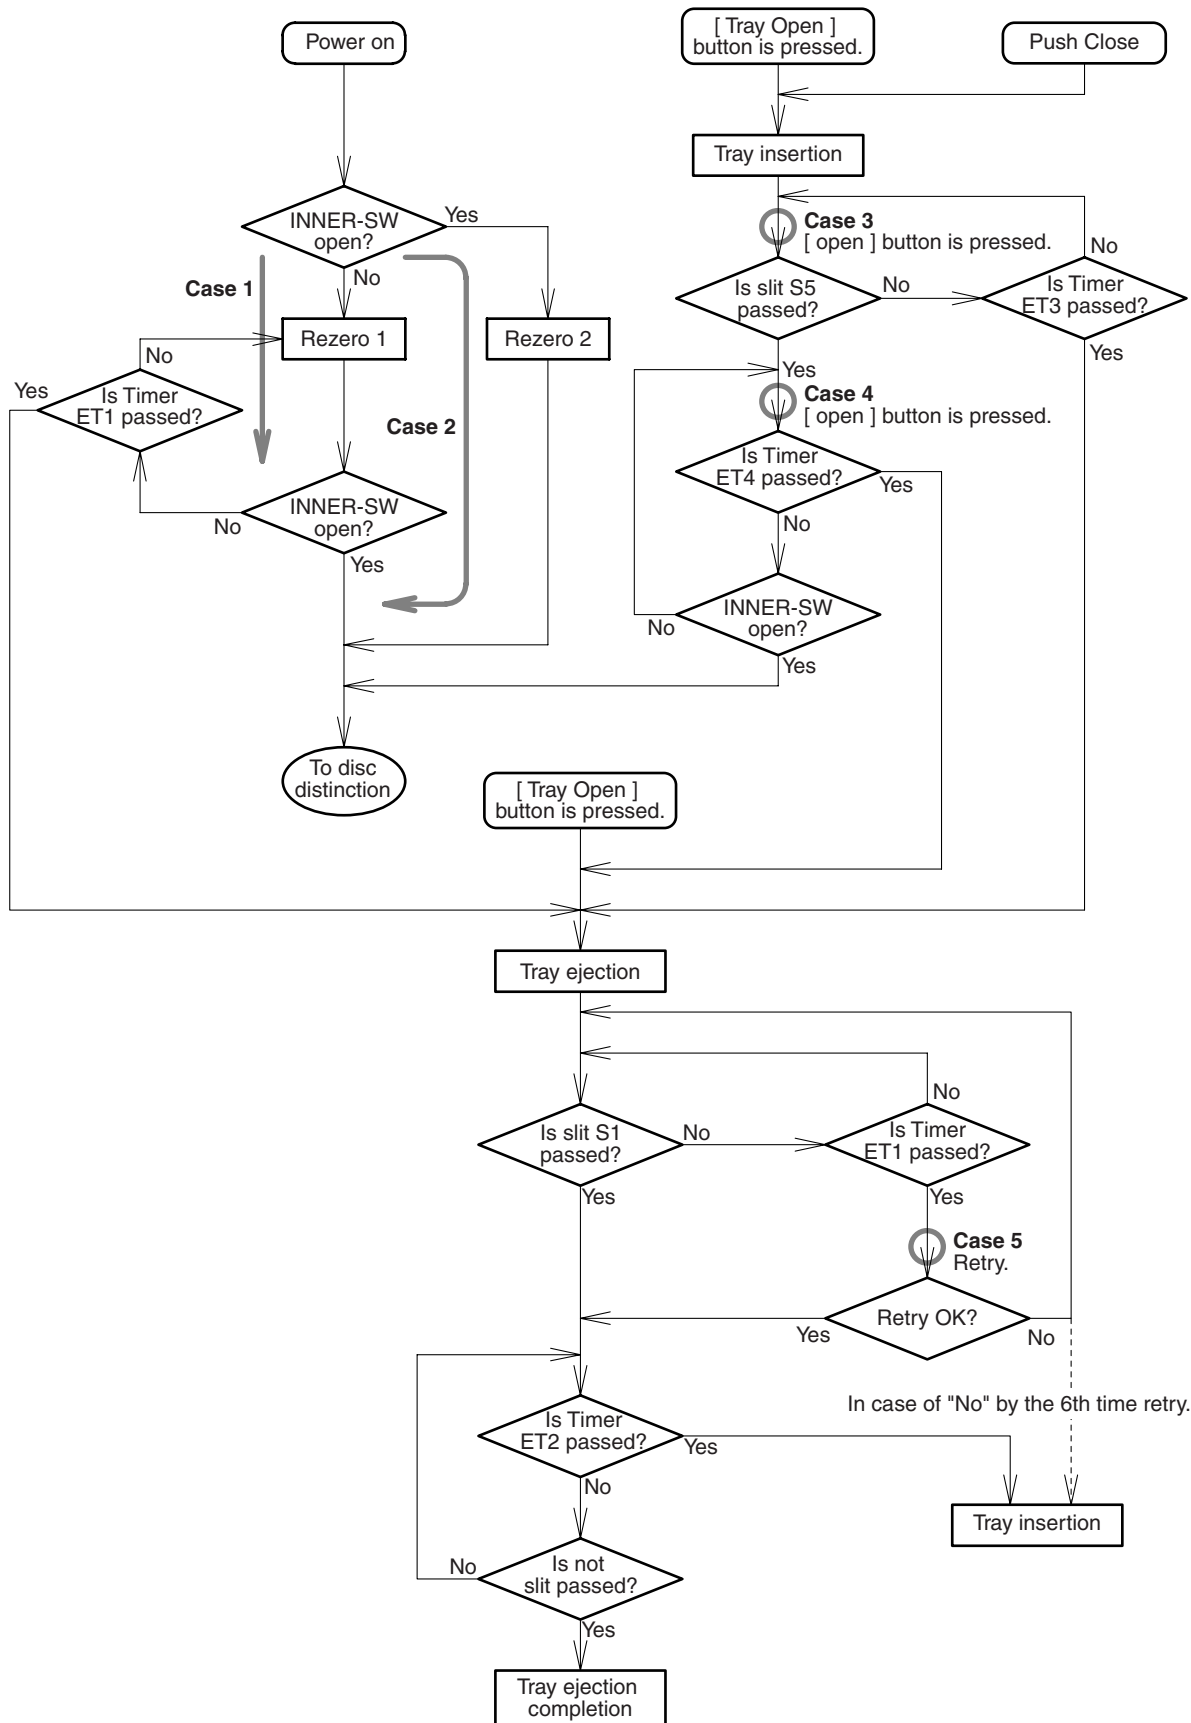 Power on
[ Tray Open ]
button is pressed.
Push Close
Tray insertion
INNER-SW
open?
Yes
No
Case 1
Case 2
Rezero 1
Rezero 2
No
Yes
Is Timer
ET1 passed?
INNER-SW
open?
No
Yes
To disc
distinction
Case 3
[ open ] button is pressed.
Is slit S5
passed?
No
No
Is Timer
ET3 passed?
Yes
Yes
Case 4
[ open ] button is pressed.
Is Timer
ET4 passed?
Yes
No
INNER-SW
open?
No
Yes
[ Tray Open ]
button is pressed.
Tray ejection
Is slit S1
passed?
No
No
Is Timer
ET1 passed?
Yes
Yes
Case 5
Retry.
Retry OK?
Yes
No
In case of "No" by the 6th time retry.
Is Timer
ET2 passed?
Yes
No
Tray insertion
Is not
slit passed?
No
Yes
Tray ejection
completion